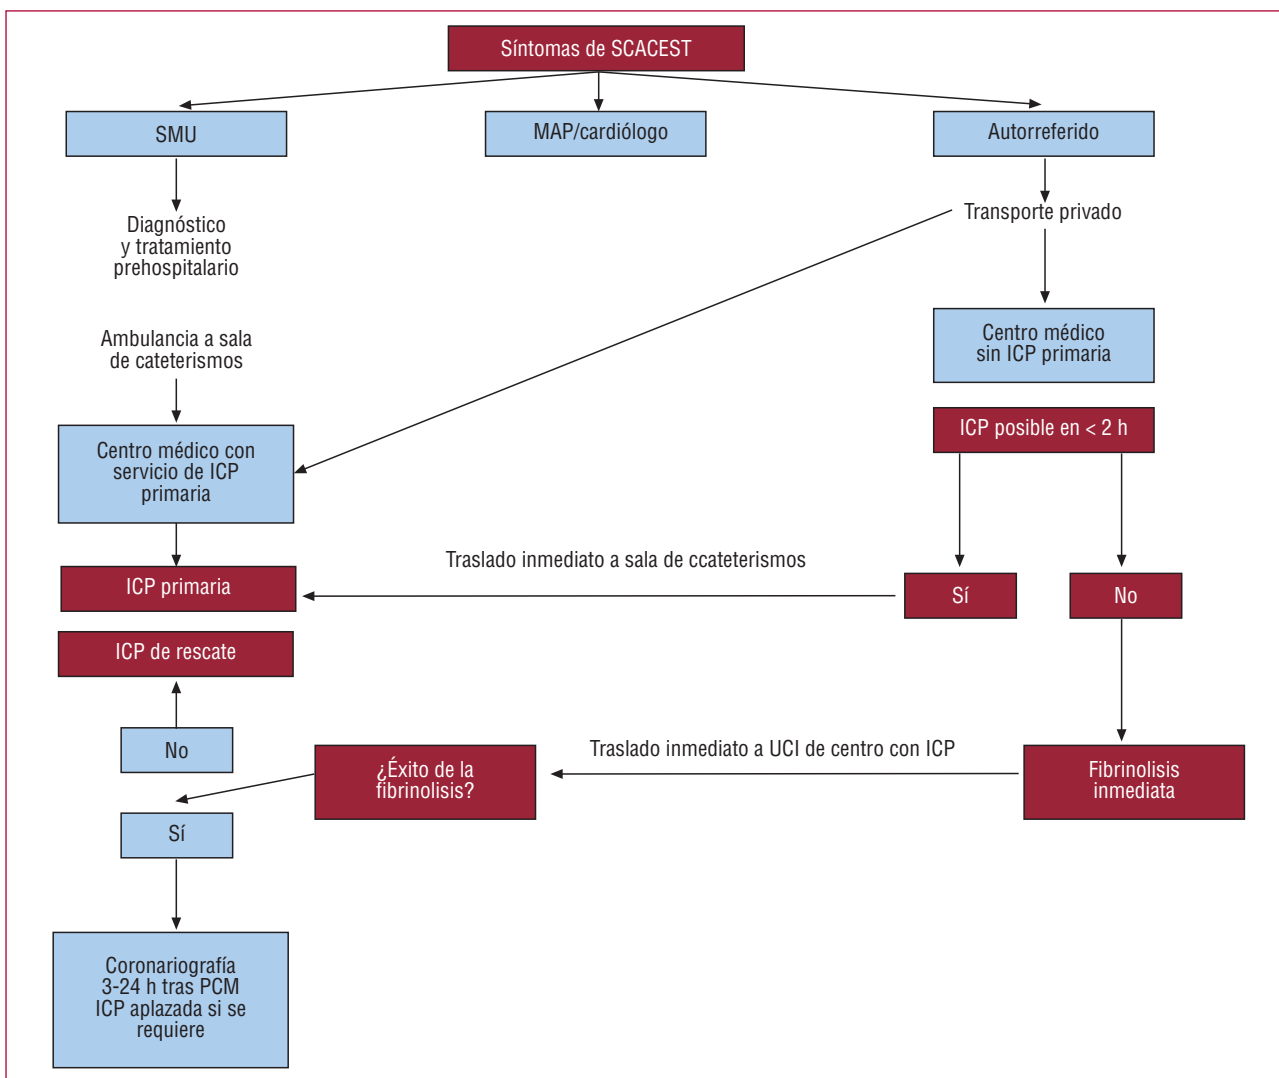 Síntomas de SCACEST
SMU
MAP/cardiólogo
Autorreferido
Diagnóstico
y tratamiento
prehospitalario
Transporte privado
Ambulancia a sala
de cateterismos
Centro médico
sin ICP primaria
Centro médico con
servicio de ICP
primaria
ICP posible en < 2 h
Traslado inmediato a sala de ccateterismos
ICP primaria
Sí
No
ICP de rescate
No
¿Éxito de la
fibrinolisis?
Traslado inmediato a UCI de centro con ICP
Fibrinolisis
inmediata
Sí
Coronariografía
3-24 h tras PCM
ICP aplazada si se
requiere